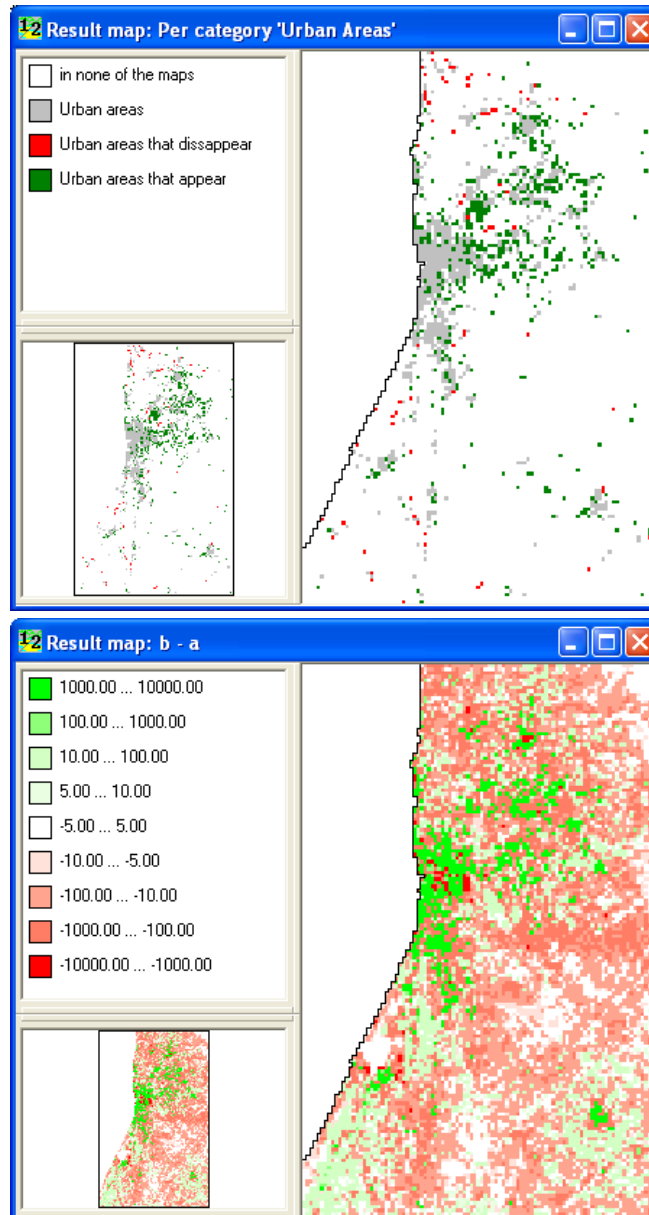 Result map: Per category 'Urban Areas'
in none of the maps
Urban areas
Urban areas that dissappear
Urban areas that appear
Result map: b - a
1000.00 ... 10000.00
100.00 ... 1000.00
10.00 ... 100.00
5.00 ... 10.00
-5.00 ... 5.00
-10.00 ... -5.00
-100.00 ... -10.00
-1000.00 ... -100.00
-10000.00 ... -1000.00